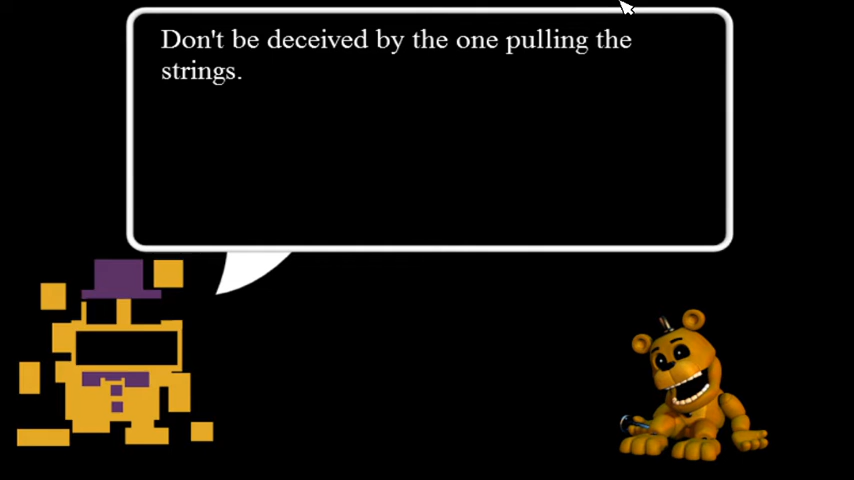 Don't be deceived by the one pulling the
strings.